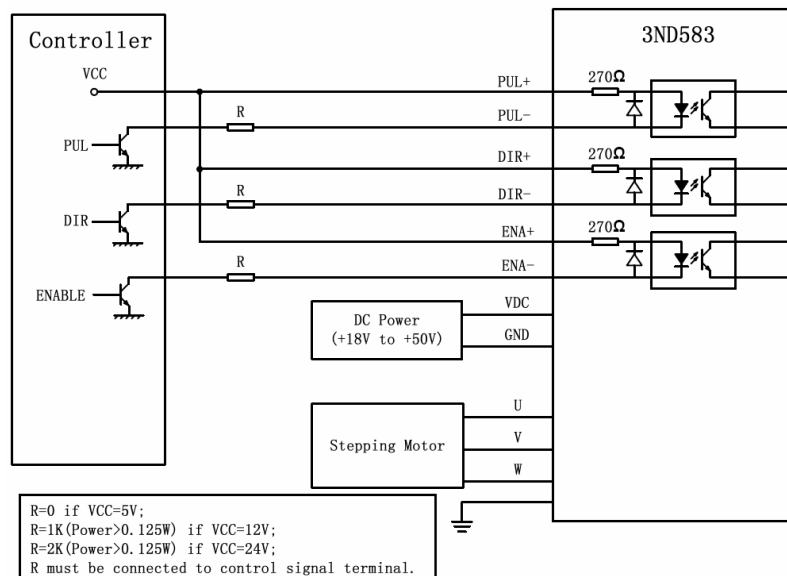 Controller
3ND583
VCC
PUL+
270Ω
R
PUL-
PUL
DIR+
270Ω
R
DIR-
DIR
ENA+
270Ω
R
ENA-
ENABLE
DC Power
(+18V to +50V)
VDC
GND
Stepping Motor
U
V
W
R=0 if VCC=5V;
R=1K(Power>0.125W) if VCC=12V;
R=2K(Power>0.125W) if VCC=24V;
R must be connected to control signal terminal.